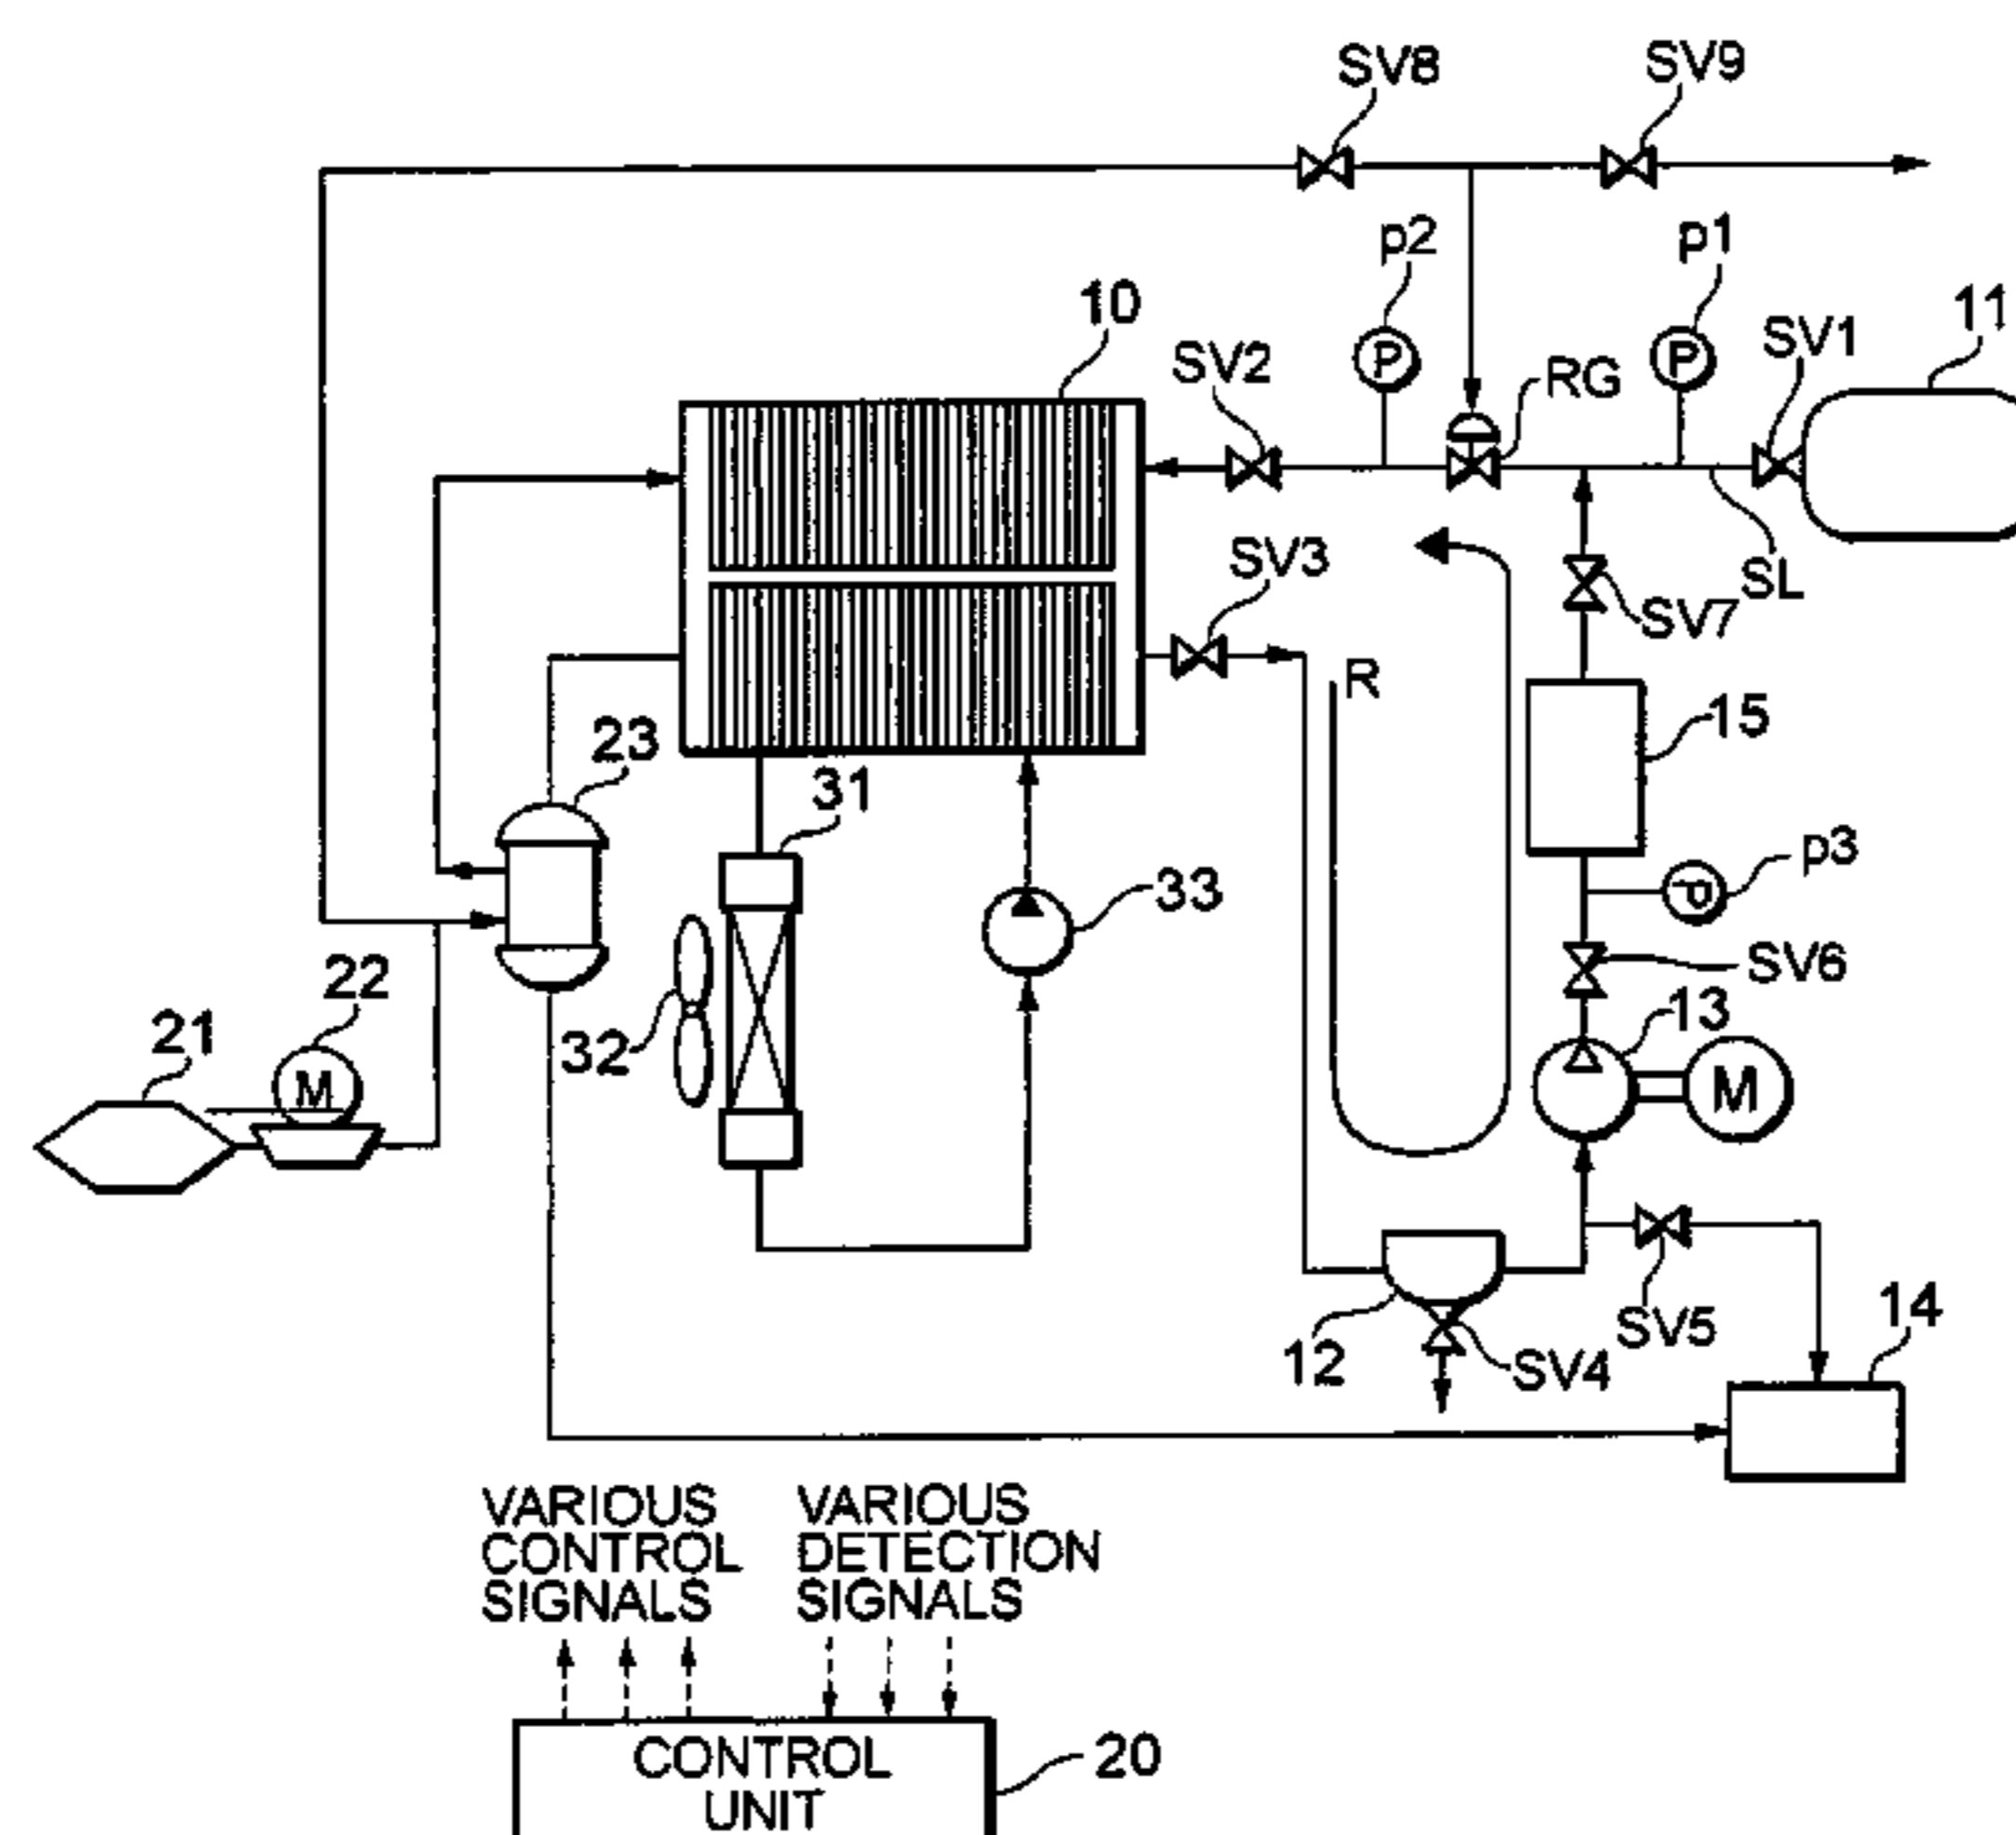 SV8
SV9
p2
p1
10
SV2
P
RG
P
SV1
11
SV3
SL
SV7
R
15
23
31
p3
P
33
SV6
22
32
13
21
M
M
14
12
SV4
SV5
VARIOUS
CONTROL
SIGNALS
VARIOUS
DETECTION
SIGNALS
CONTROL
UNIT
20